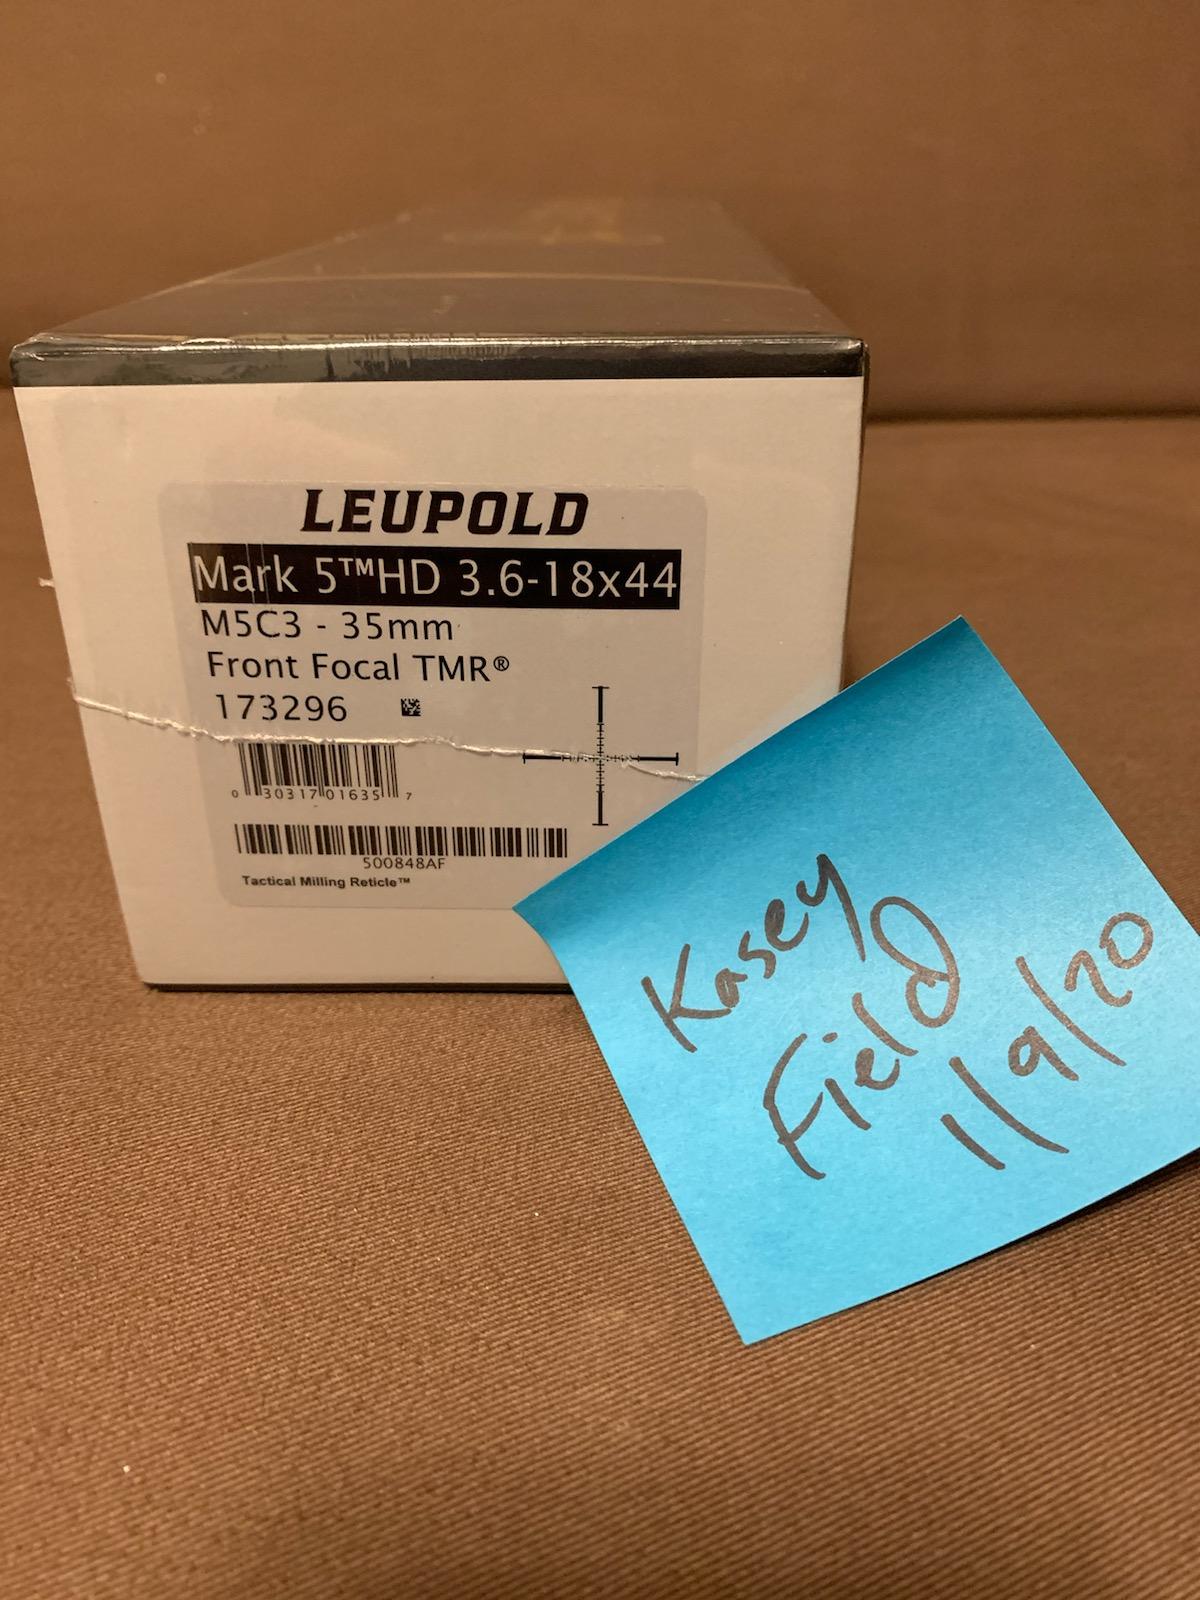 LEUPOLD
Mark 5™HD 3.6-18x44
M5C3 - 35mm
Front Focal TMR®
173296
0 30317 01635 7
500848AF
Tactical Milling Reticle™
Kasey
Field
1/9/20